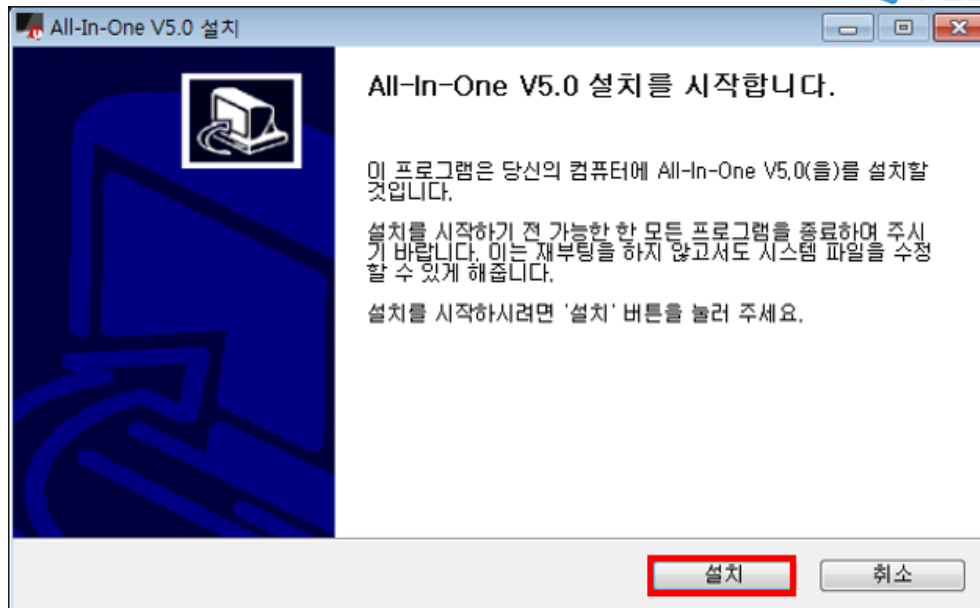 All-In-One V5.0 설치
All-In-One V5.0 설치를 시작합니다.
이 프로그램은 당신의 컴퓨터에 All-In-One V5.0(을)를 설치할
것입니다.
설치를 시작하기 전 가능한 한 모든 프로그램을 종료하여 주시
기 바랍니다. 이는 재부팅을 하지 않고서도 시스템 파일을 수정
할 수 있게 해줍니다.
설치를 시작하시려면 '설치' 버튼을 눌러 주세요.
설치
취소